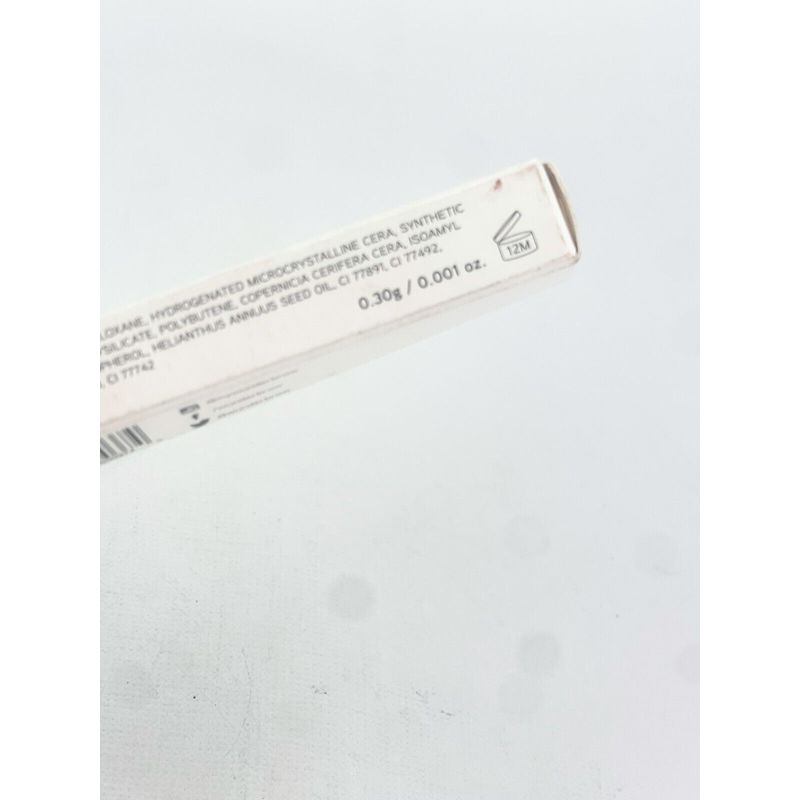 LOXANE, HYDROGENATED MICROCRYSTALLINE CERA, SYNTHETIC
YSILICATE, POLYBUTENE, COPERNICIA CERIFERA CERA, ISOAMYL
PHEROL, HELIANTHUS ANNUUS SEED OIL, CI 77891, CI 77492,
, CI 77742
0.30g / 0.001 oz.
12M